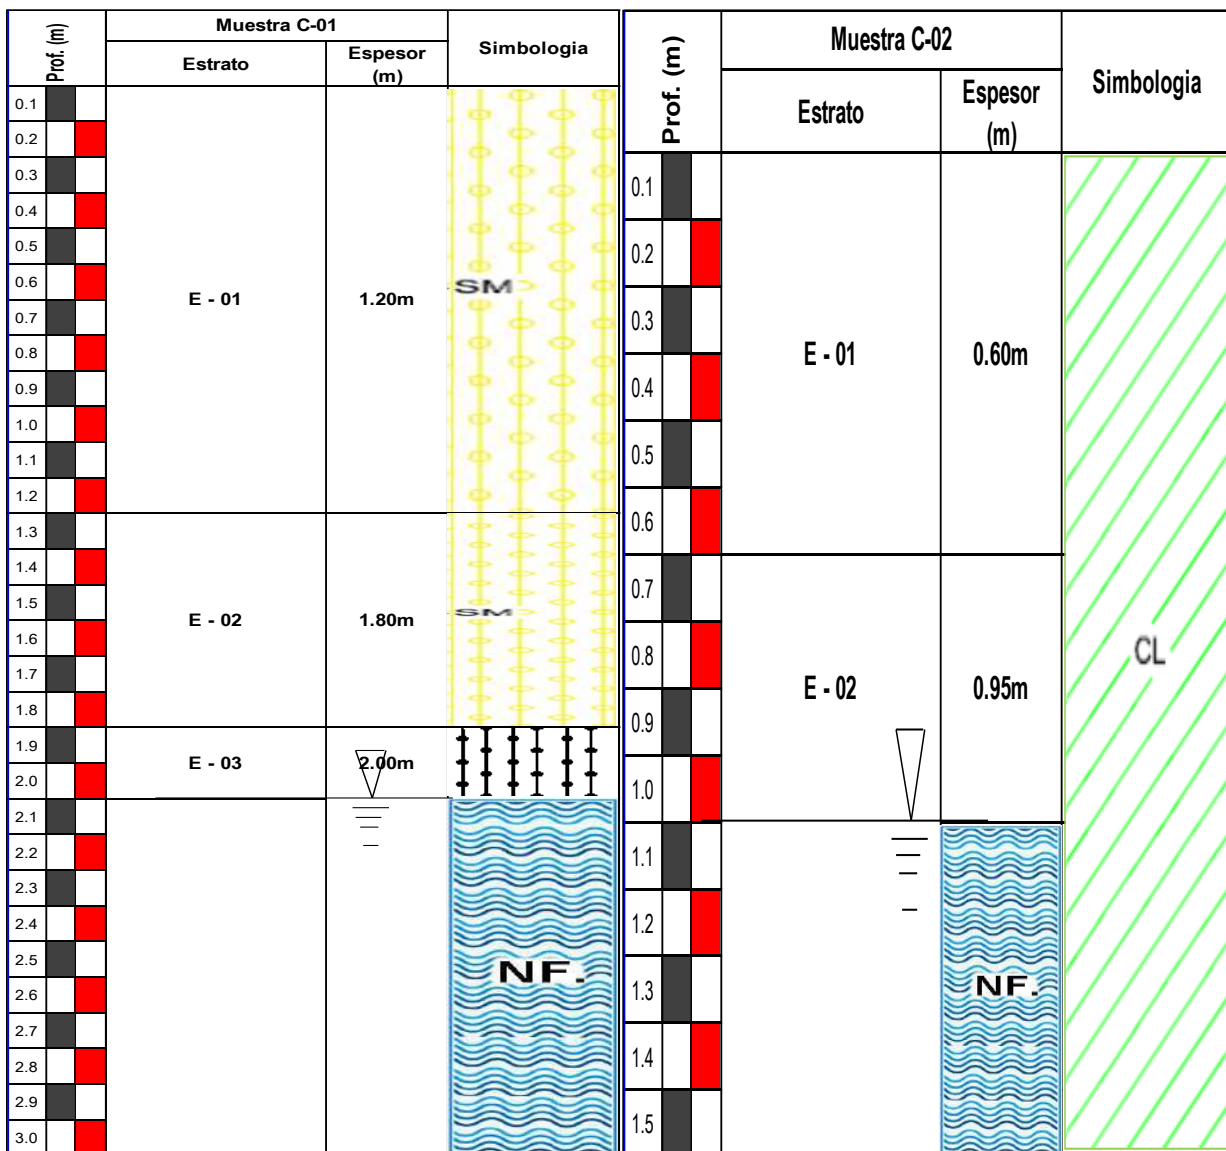 Prof. (m)
Muestra C-01
Estrato
Espesor
(m)
Simbologia
0.1
0.2
0.3
0.4
0.5
0.6
0.7
0.8
0.9
1.0
1.1
1.2
E - 01
1.20m
SM
1.3
1.4
1.5
1.6
1.7
1.8
E - 02
1.80m
SM
1.9
2.0
E - 03
2.00m
2.1
2.2
2.3
2.4
2.5
2.6
2.7
2.8
2.9
3.0
NF.
Prof. (m)
Muestra C-02
Estrato
Espesor
(m)
Simbologia
0.1
0.2
0.3
0.4
0.5
0.6
E - 01
0.60m
0.7
0.8
0.9
1.0
E - 02
0.95m
CL
1.1
1.2
1.3
1.4
1.5
NF.